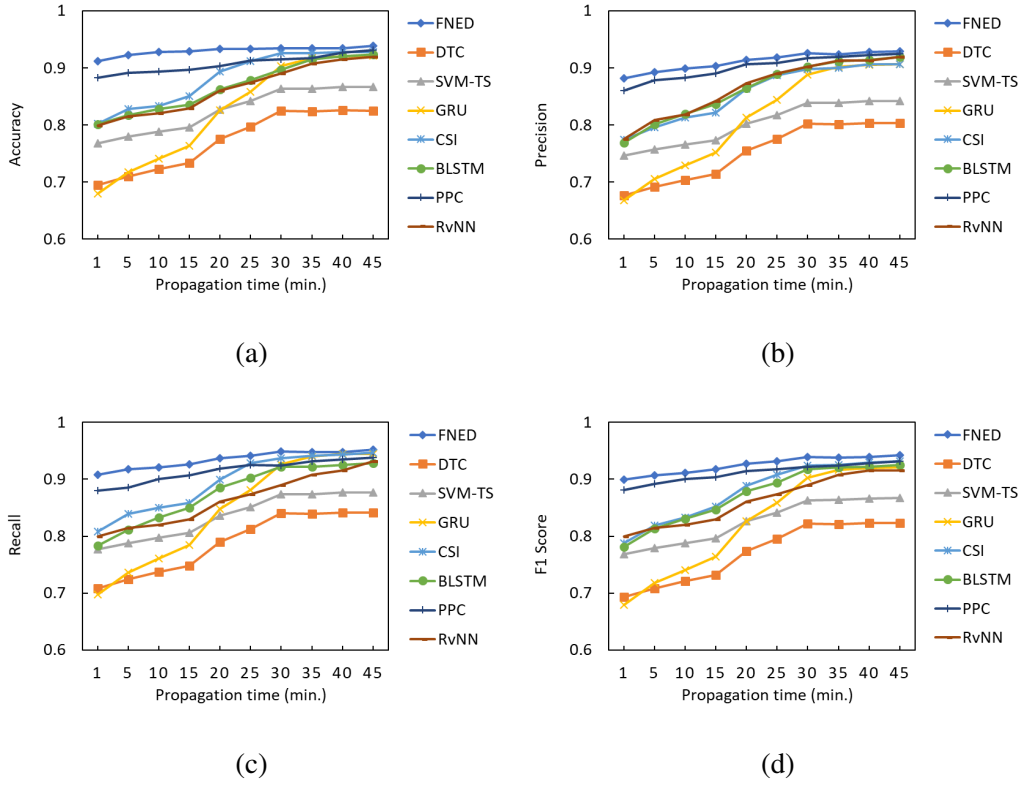 1
0.9
0.8
0.7
0.6
Accuracy
1 5 10 15 20 25 30 35 40 45
Propagation time (min.)
FNED
DTC
SVM-TS
GRU
CSI
BLSTM
PPC
RvNN
(a)
1
0.9
0.8
0.7
0.6
Precision
1 5 10 15 20 25 30 35 40 45
Propagation time (min.)
FNED
DTC
SVM-TS
GRU
CSI
BLSTM
PPC
RvNN
(b)
1
0.9
0.8
0.7
0.6
Recall
1 5 10 15 20 25 30 35 40 45
Propagation time (min.)
FNED
DTC
SVM-TS
GRU
CSI
BLSTM
PPC
RvNN
(c)
1
0.9
0.8
0.7
0.6
F1 Score
1 5 10 15 20 25 30 35 40 45
Propagation time (min.)
FNED
DTC
SVM-TS
GRU
CSI
BLSTM
PPC
RvNN
(d)